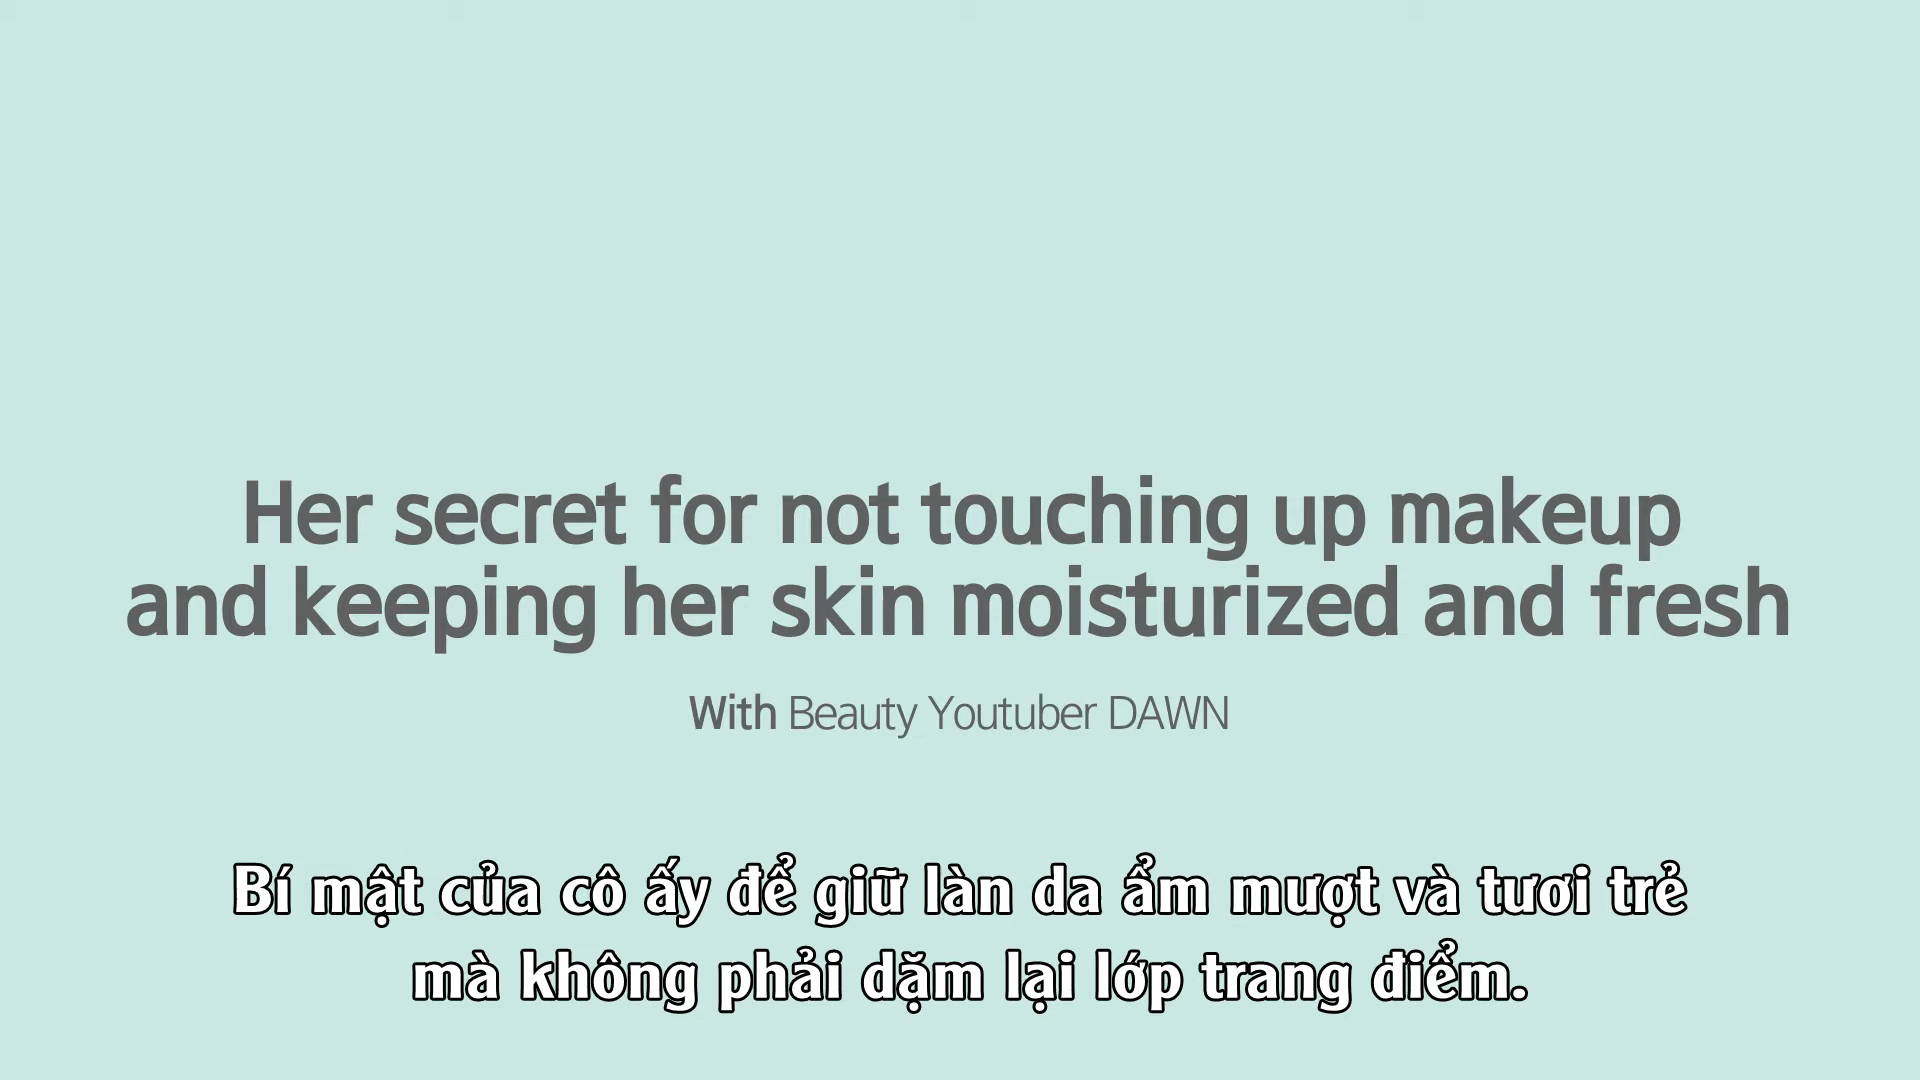 Her secret for not touching up makeup
and keeping her skin moisturized and fresh
With Beauty Youtuber DAWN
Bí mật của cô ấy để giữ làn da ẩm mượt và tươi trẻ
mà không phải dặm lại lớp trang điểm.